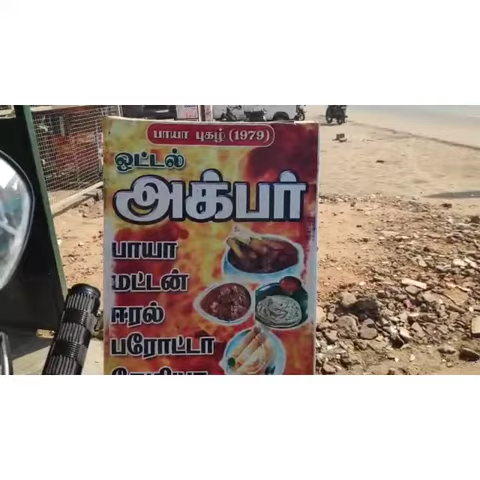 பாயா புகழ் (1979)
ஓட்டல்
அக்பர்
பாயா
மட்டன்
ஈரல்
பரோட்டா